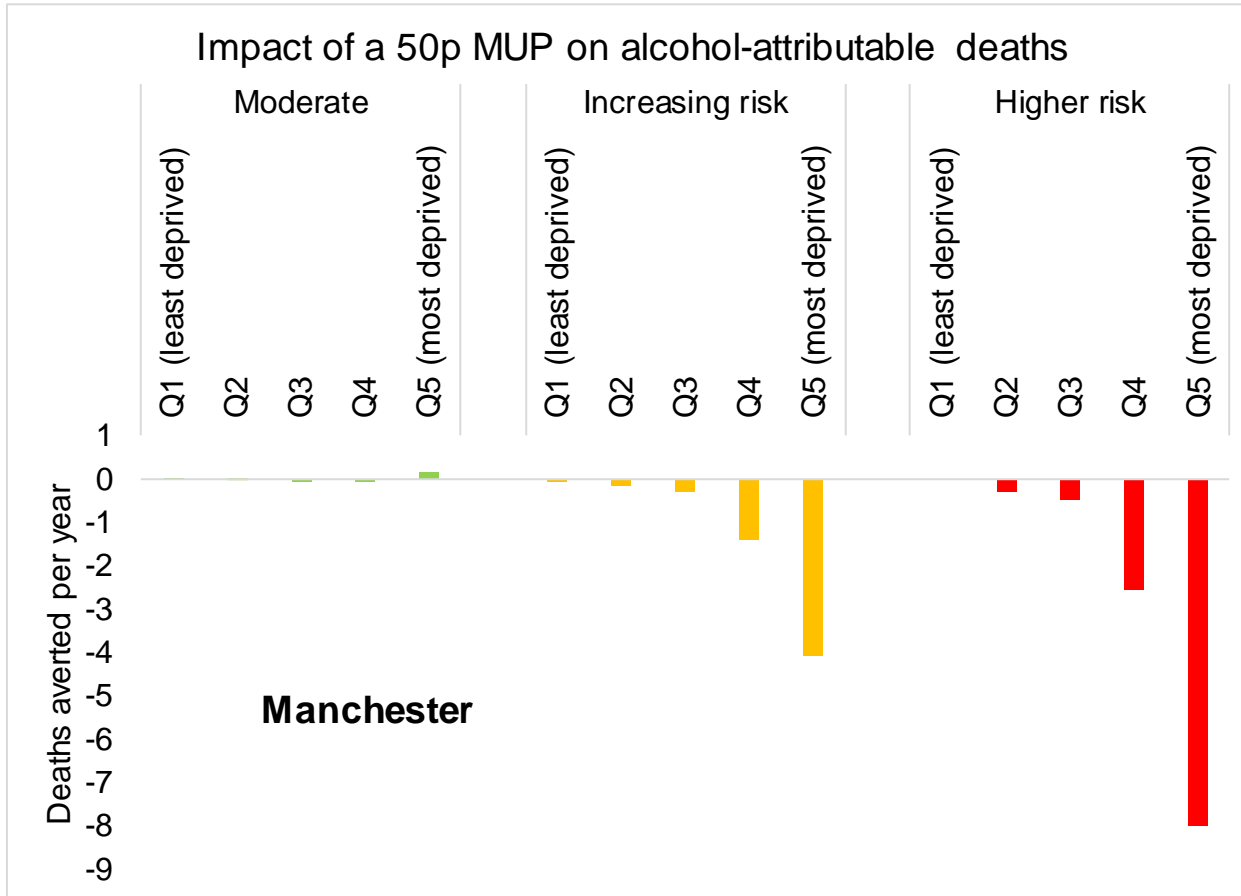 Impact of a 50p MUP on alcohol-attributable  deaths
Moderate
Increasing risk
Higher risk
Q1 (least deprived)
Q2
Q3
Q4
Q5 (most deprived)
Q1 (least deprived)
Q2
Q3
Q4
Q5 (most deprived)
Q1 (least deprived)
Q2
Q3
Q4
Q5 (most deprived)
Deaths averted per year
1
0
-1
-2
-3
-4
-5
-6
-7
-8
-9
Manchester